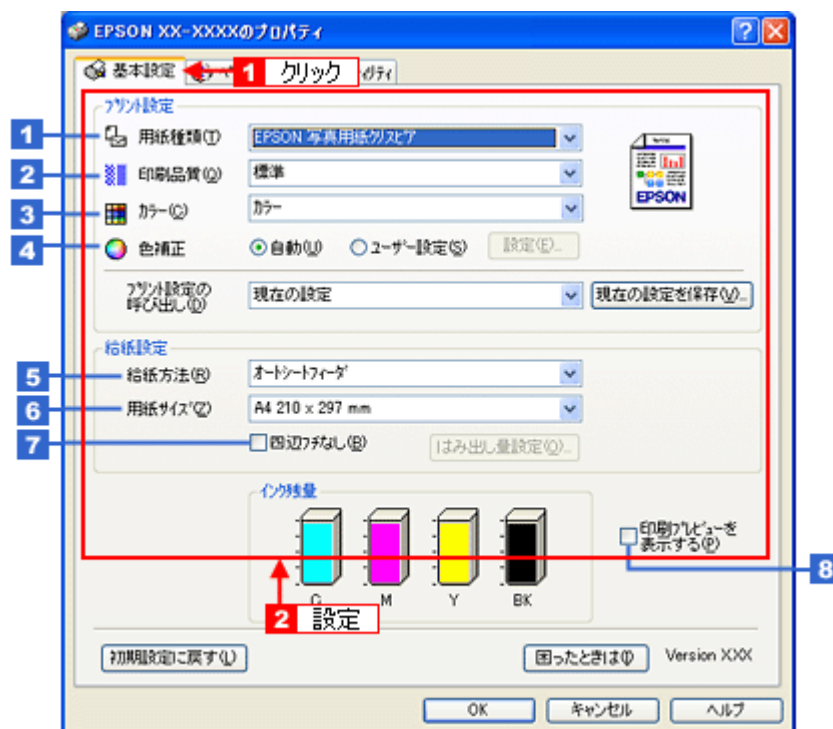 EPSON XX-XXXXのプロパティ
基本設定
1 クリック
ィリティ
プリント設定
1 用紙種類(T) EPSON 写真用紙クリスピア
2 印刷品質(Q) 標準
EPSON
3 カラー(C) カラー
4 色補正 自動(U) ユーザー設定(S) 設定(E)...
プリント設定の
呼び出し(D) 現在の設定 現在の設定を保存(V)...
給紙設定
5 給紙方法(R) オートシートフィーダ
6 用紙サイズ(Z) A4 210 x 297 mm
7 四辺フチなし(B) はみ出し量設定(O)...
インク残量
印刷プレビューを
表示する(P)
8
C M Y BK
2 設定
初期設定に戻す(L) 困ったときは(I) Version XXX
OK キャンセル ヘルプ